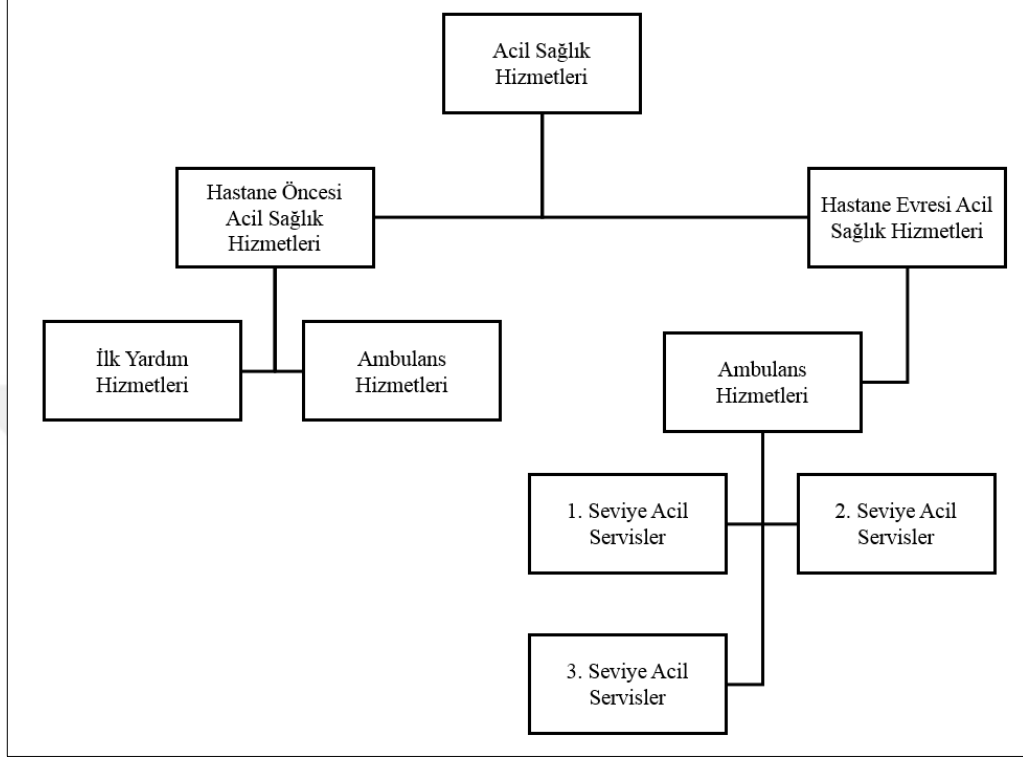 Acil Sağlık
Hizmetleri
Hastane Öncesi
Acil Sağlık
Hizmetleri
Hastane Evresi Acil
Sağlık Hizmetleri
İlk Yardım
Hizmetleri
Ambulans
Hizmetleri
Ambulans
Hizmetleri
1. Seviye Acil
Servisler
2. Seviye Acil
Servisler
3. Seviye Acil
Servisler